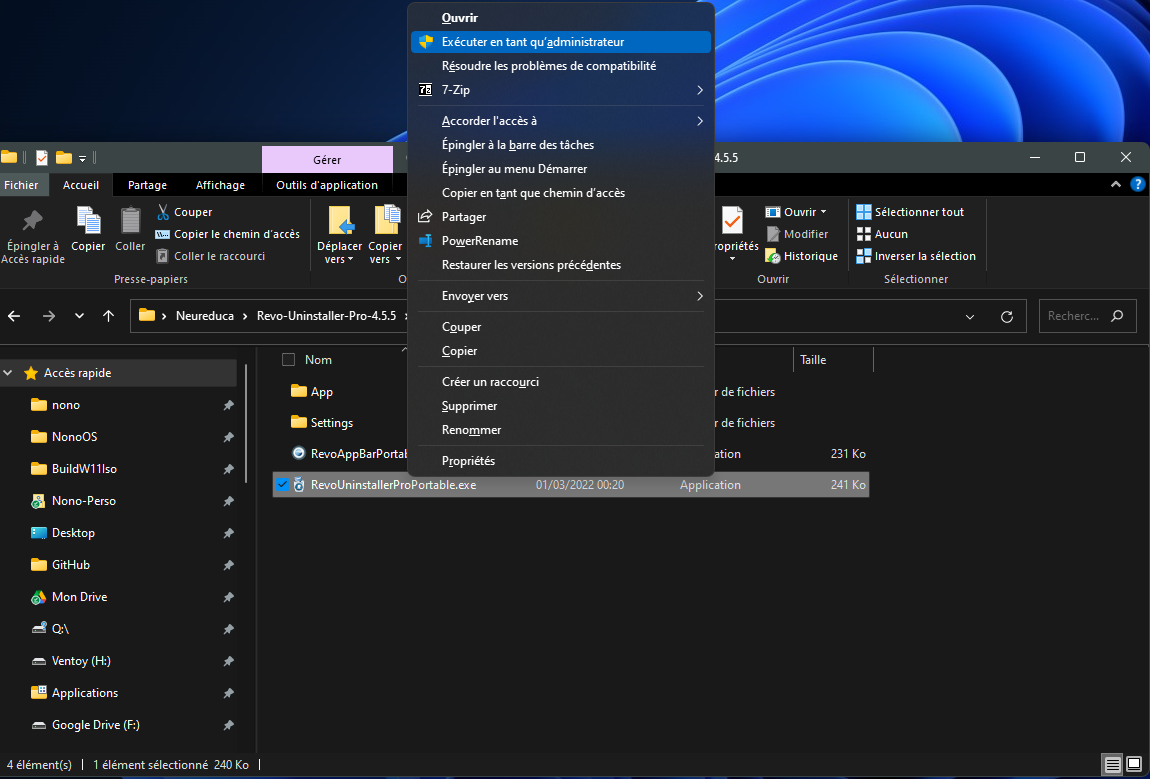 Ouvrir
Exécuter en tant qu'administrateur
Résoudre les problèmes de compatibilité
7-Zip
Accorder l'accès à
Épingler à la barre des tâches
Épingler au menu Démarrer
Copier en tant que chemin d'accès
Partager
PowerRename
Restaurer les versions précédentes
Envoyer vers
Couper
Copier
Créer un raccourci
Supprimer
Renommer
Propriétés
Gérer
4.5.5
Fichier
Accueil
Partage
Affichage
Outils d'application
Épingler à
Accès rapide
Copier
Coller
Couper
Copier le chemin d'accès
Coller le raccourci
Presse-papiers
Déplacer
vers
Copier
vers
O
opriétés
Ouvrir
Modifier
Historique
Ouvrir
Sélectionner tout
Aucun
Inverser la sélection
Sélectionner
Neureduca
Revo-Uninstaller-Pro-4.5.5
Recherc...
Accès rapide
nono
NonoOS
BuildW11Iso
Nono-Perso
Desktop
GitHub
Mon Drive
Q:\
Ventoy (H:)
Applications
Google Drive (F:)
Nom
Taille
App
r de fichiers
Settings
r de fichiers
RevoAppBarPortab
ation
231 Ko
RevoUninstallerProPortable.exe
01/03/2022 00:20
Application
241 Ko
4 élément(s)
1 élément sélectionné 240 Ko